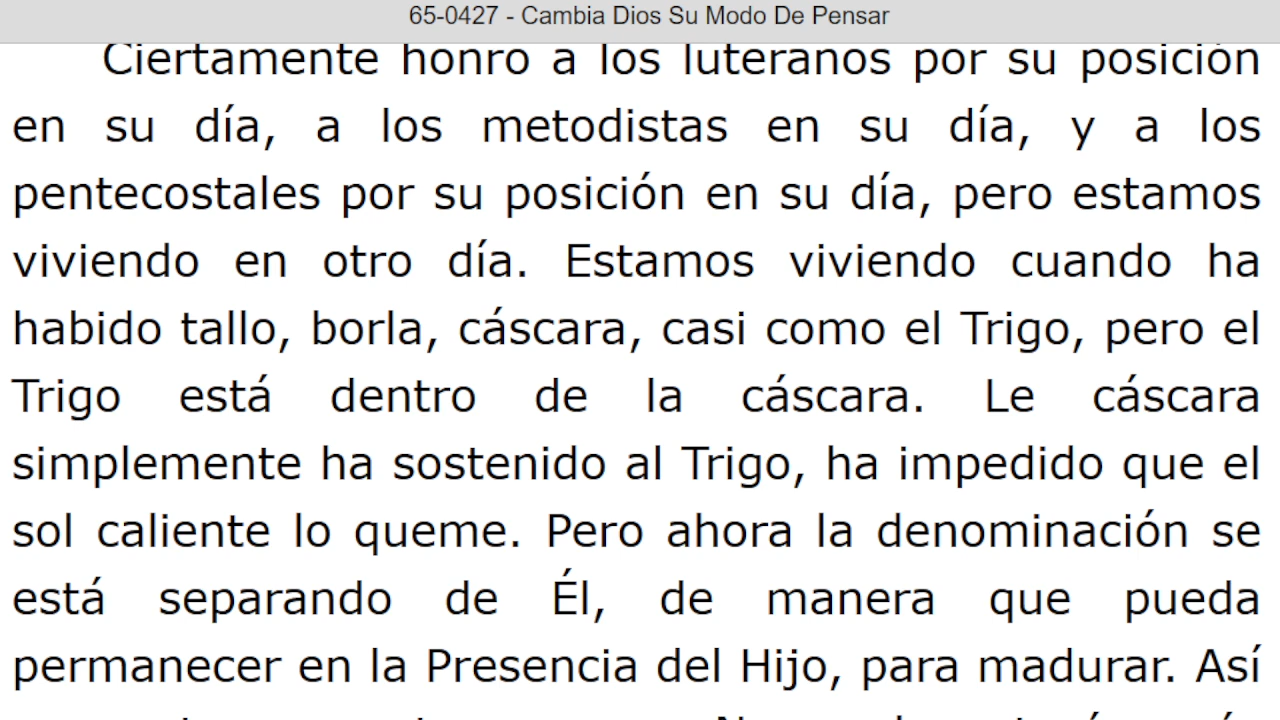 65-0427 - Cambia Dios Su Modo De Pensar
Ciertamente honro a los luteranos por su posición
en su día, a los metodistas en su día, y a los
pentecostales por su posición en su día, pero estamos
viviendo en otro día. Estamos viviendo cuando ha
habido tallo, borla, cáscara, casi como el Trigo, pero el
Trigo está dentro de la cáscara. Le cáscara
simplemente ha sostenido al Trigo, ha impedido que el
sol caliente lo queme. Pero ahora la denominación se
está separando de Él, de manera que pueda
permanecer en la Presencia del Hijo, para madurar. Así